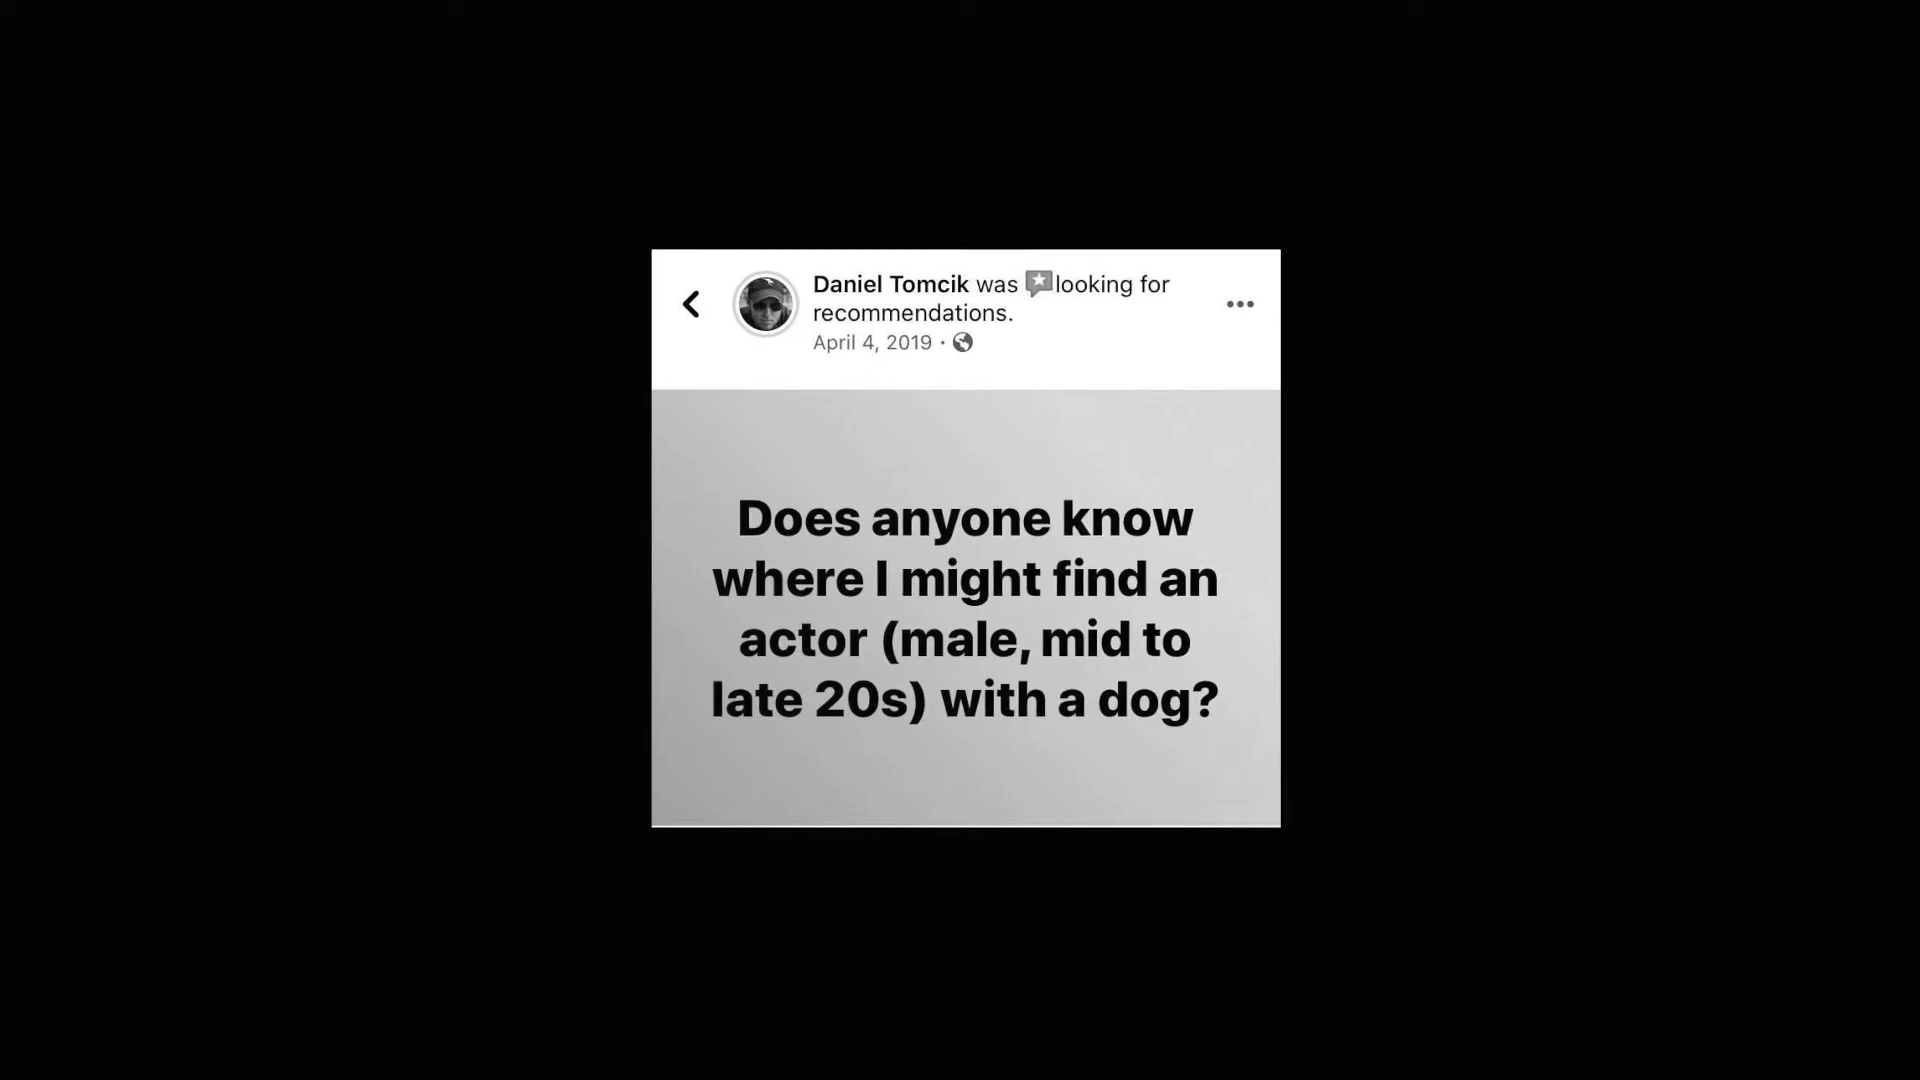 Daniel Tomcik was looking for
recommendations.
April 4, 2019 ·
Does anyone know
where I might find an
actor (male, mid to
late 20s) with a dog?